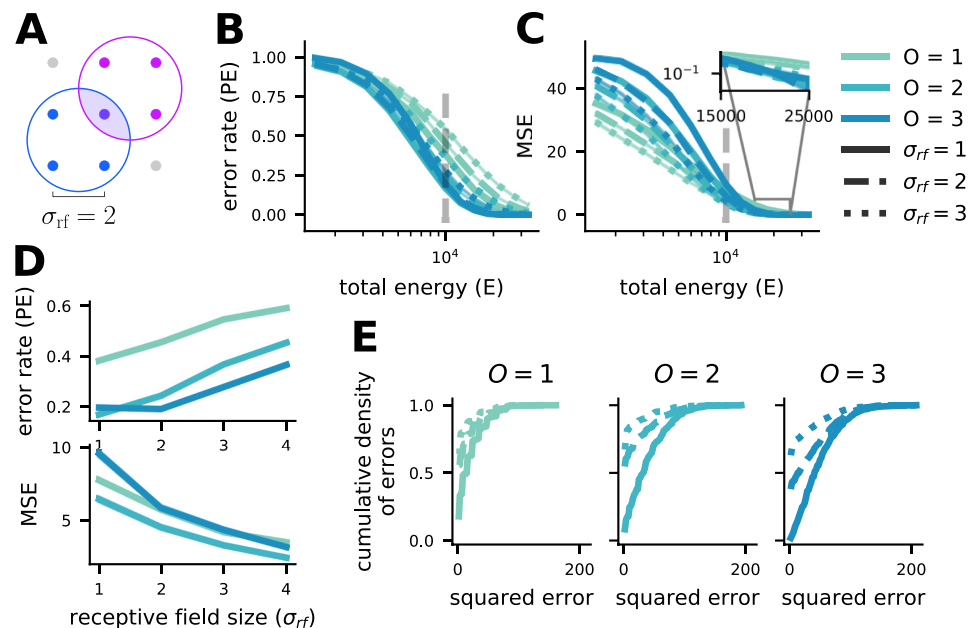 A
σrf = 2
B
error rate (PE)
1.00
0.75
0.50
0.25
0.00
10⁴
total energy (E)
C
MSE
40
20
0
10⁴
total energy (E)
10⁻¹
15000
25000
O = 1
O = 2
O = 3
σrf = 1
σrf = 2
σrf = 3
D
error rate (PE)
0.6
0.4
0.2
1 2 3 4
MSE
10
5
1 2 3 4
receptive field size (σrf)
E
cumulative density
of errors
O = 1
1.0
0.5
0.0
0 200
squared error
O = 2
0 200
squared error
O = 3
0 200
squared error